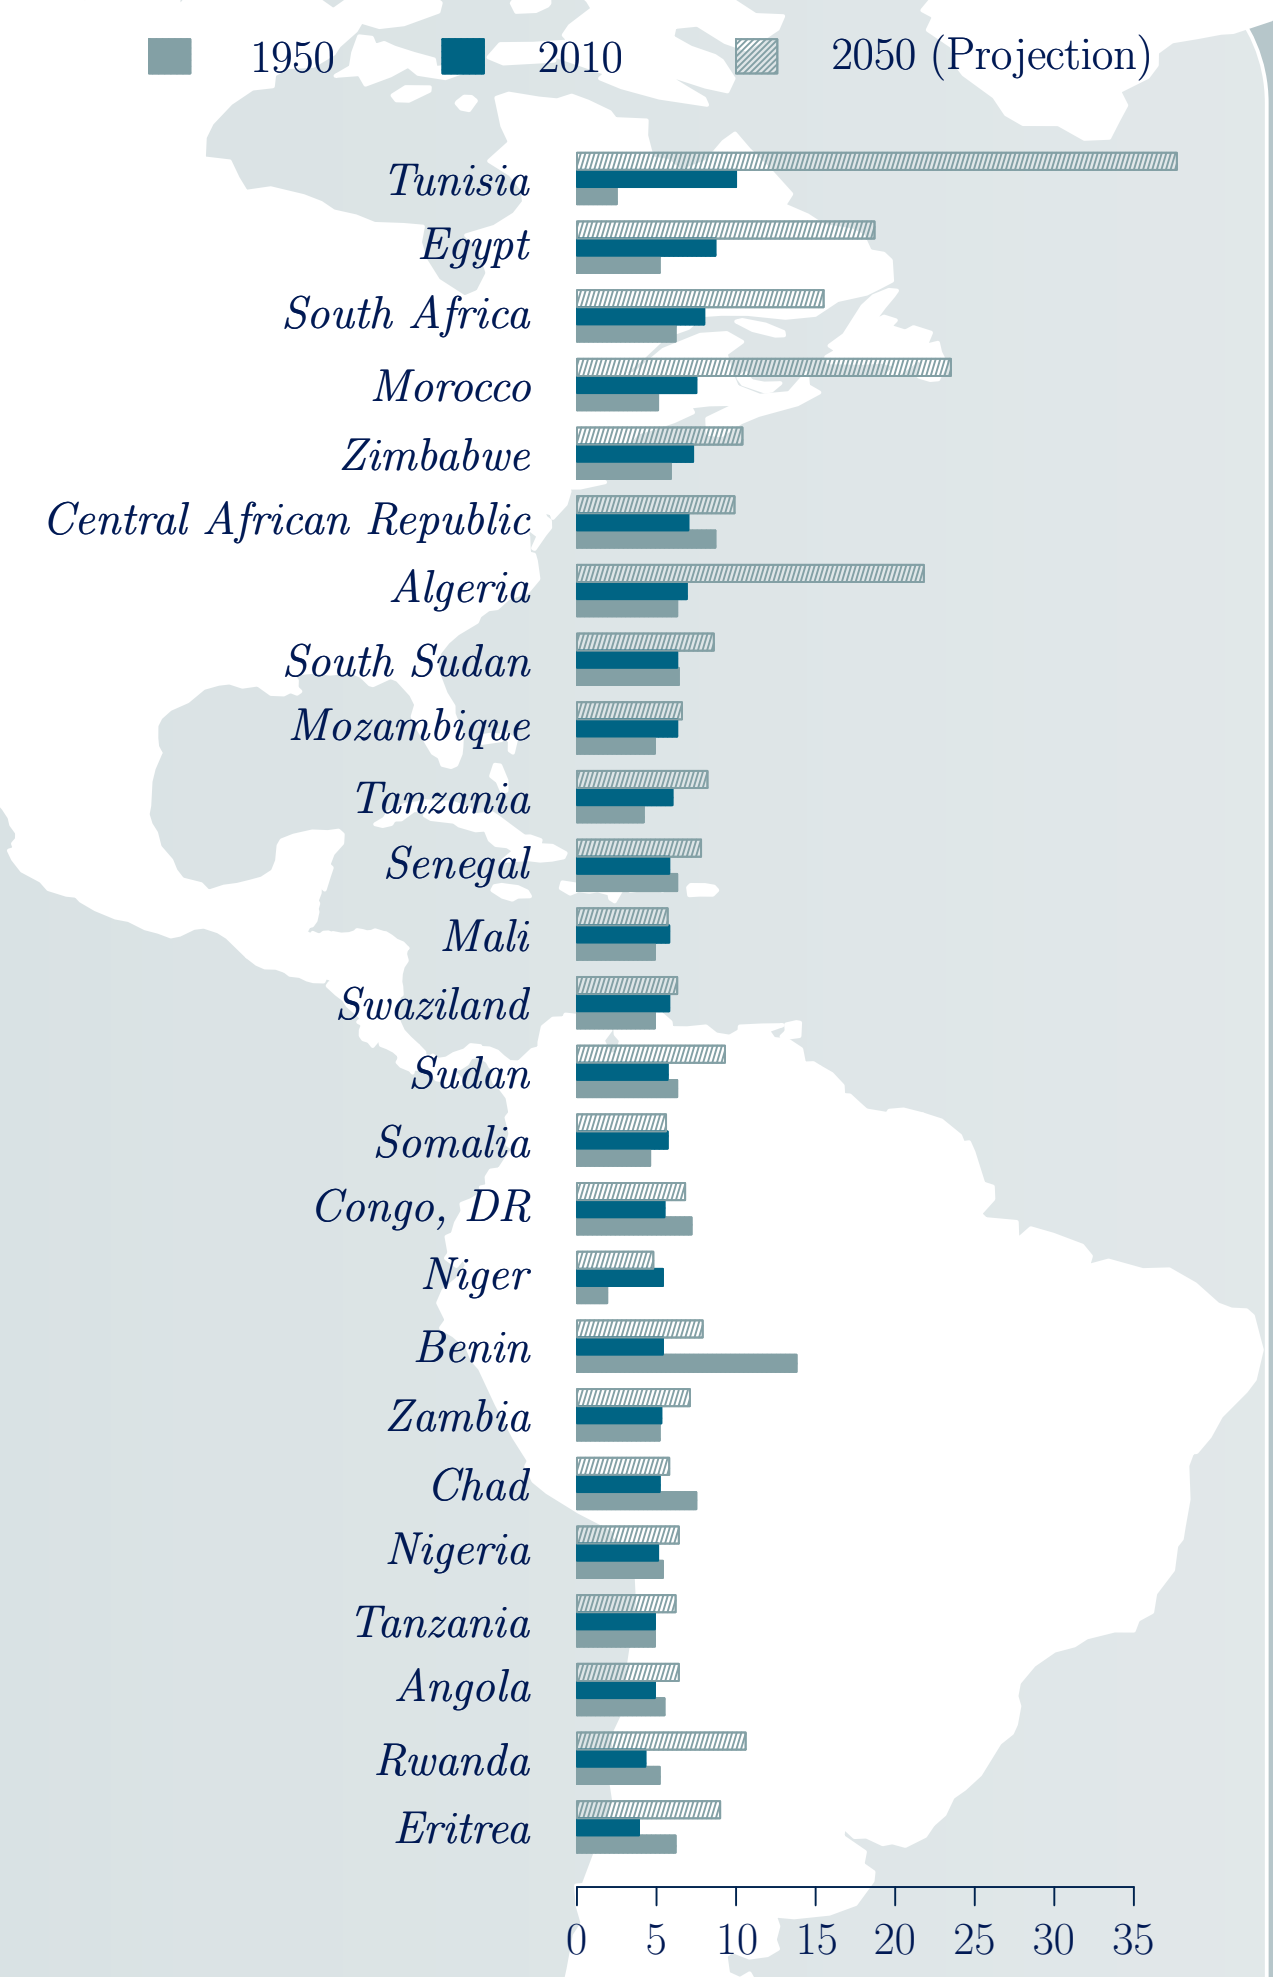 1950 2010 2050 (Projection)
Tunisia
Egypt
South Africa
Morocco
Zimbabwe
Central African Republic
Algeria
South Sudan
Mozambique
Tanzania
Senegal
Mali
Swaziland
Sudan
Somalia
Congo, DR
Niger
Benin
Zambia
Chad
Nigeria
Tanzania
Angola
Rwanda
Eritrea
0 5 10 15 20 25 30 35